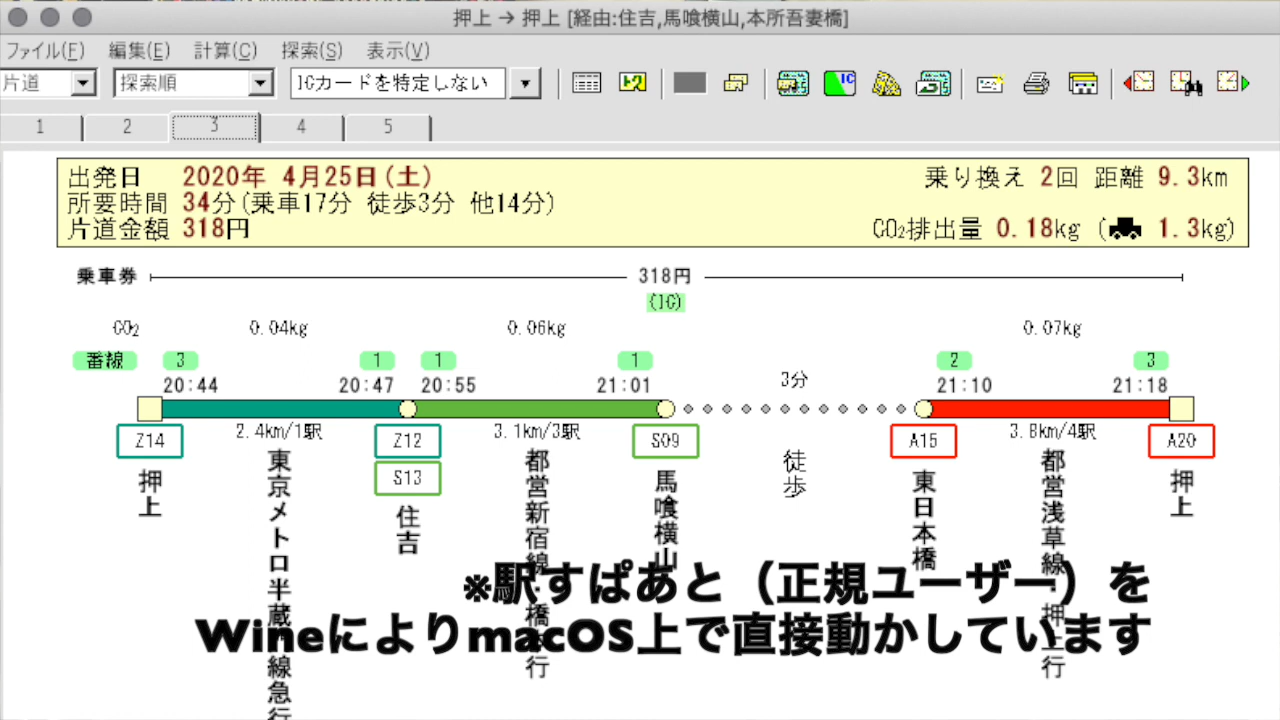 押上 → 押上 [経由:住吉,馬喰横山,本所吾妻橋]
ファイル(F) 編集(E) 計算(C) 探索(S) 表示(V)
片道 探索順 ICカードを特定しない
1 2 3 4 5
出発日 2020年 4月25日(土) 乗り換え 2回 距離 9.3km
所要時間 34分(乗車17分 徒歩3分 他14分)
片道金額 318円 CO2排出量 0.18kg ( 1.3kg)
乗車券 318円
(IC)
CO2 0.04kg 0.06kg 0.07kg
番線 3 1 1 1 2 3
20:44 20:47 20:55 21:01 3分 21:10 21:18
2.4km/1駅 3.1km/3駅 3.8km/4駅
Z14 Z12 S09 A15 A20
S13
押上
東京メトロ半蔵 線急行
住吉
都営新宿線 橋 行
馬喰横山
徒歩
東日本橋
都営浅草線 押上行
押上
※駅すぱあと（正規ユーザー）を
WineによりmacOS上で直接動かしています